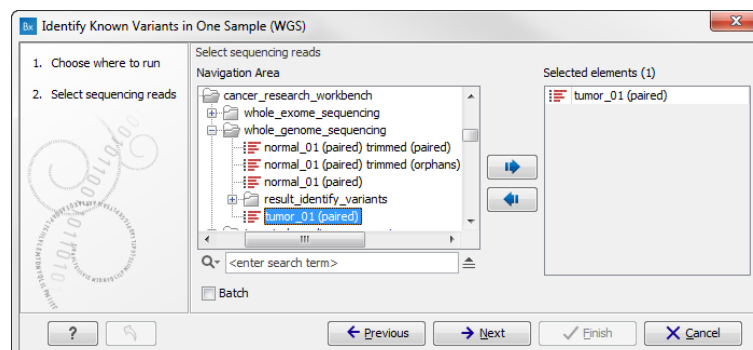 Bx Identify Known Variants in One Sample (WGS)
1. Choose where to run
2. Select sequencing reads
Select sequencing reads
Navigation Area
cancer_research_workbench
whole_exome_sequencing
whole_genome_sequencing
normal_01 (paired) trimmed (paired)
normal_01 (paired) trimmed (orphans)
normal_01 (paired)
result_identify_variants
tumor_01 (paired)
<enter search term>
Batch
Selected elements (1)
tumor_01 (paired)
? Previous Next Finish Cancel